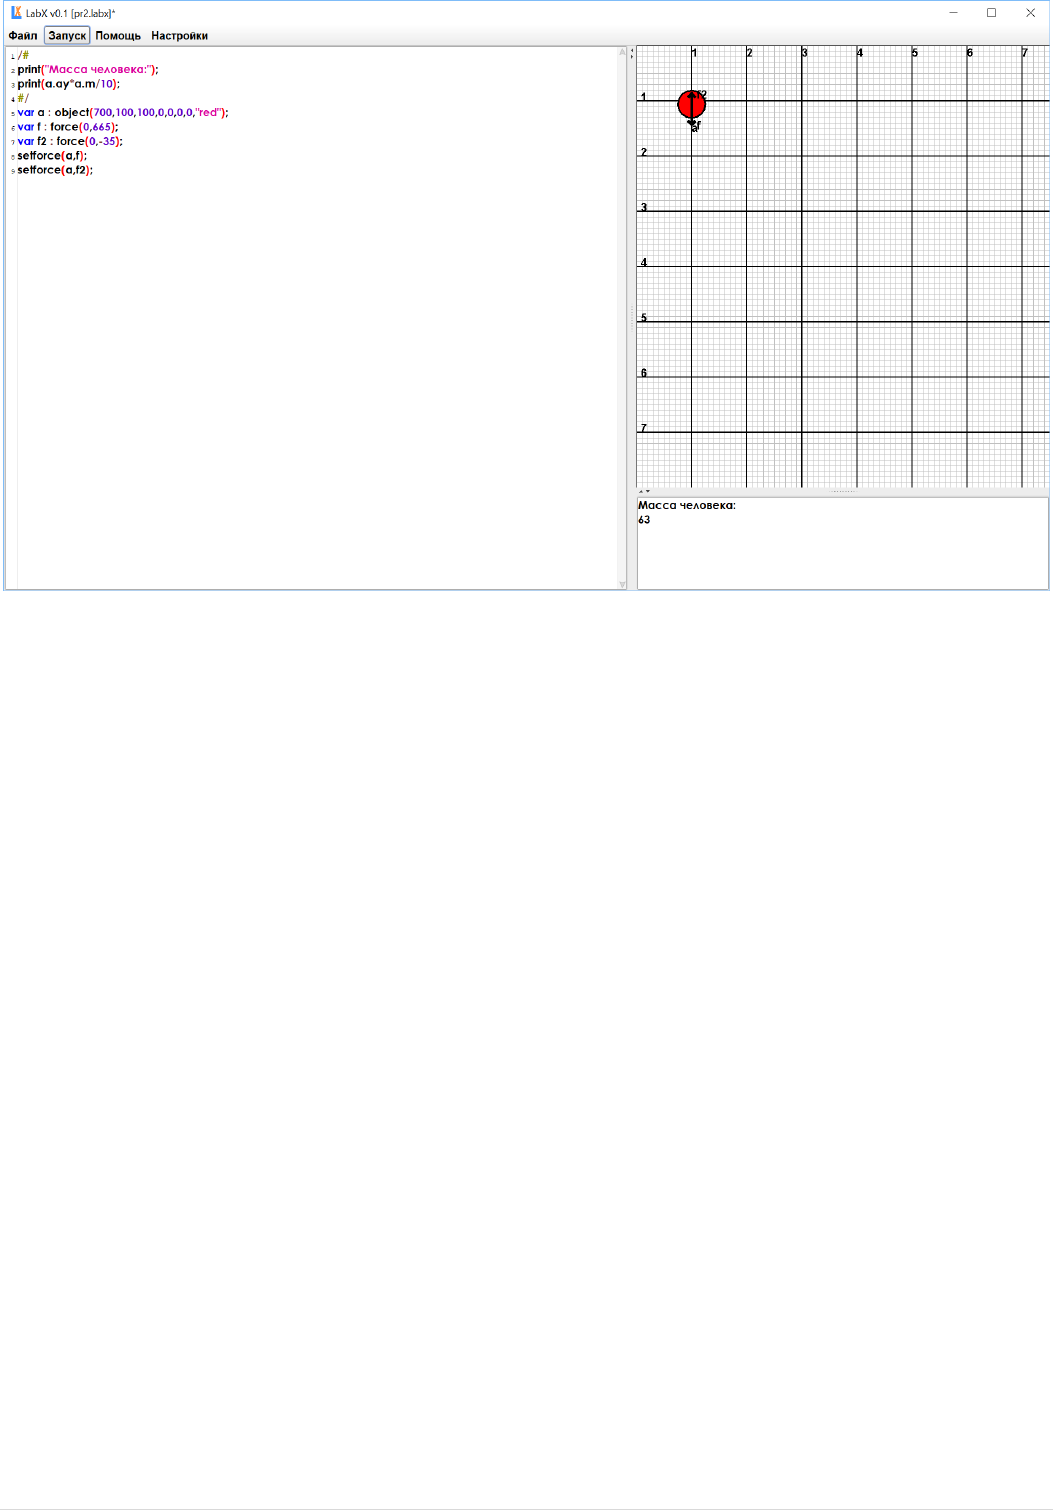 LabX v0.1 [pr2.labx]*
Файл Запуск Помощь Настройки
1 /#
2 print("Масса человека:");
3 print(a.ay*a.m/10);
4 #/
5 var a : object(700,100,100,0,0,0,0,"red");
6 var f : force(0,665);
7 var f2 : force(0,-35);
8 setforce(a,f);
9 setforce(a,f2);
1 2 3 4 5 6 7
1
f2
af
2
3
4
5
6
7
Масса человека:
63